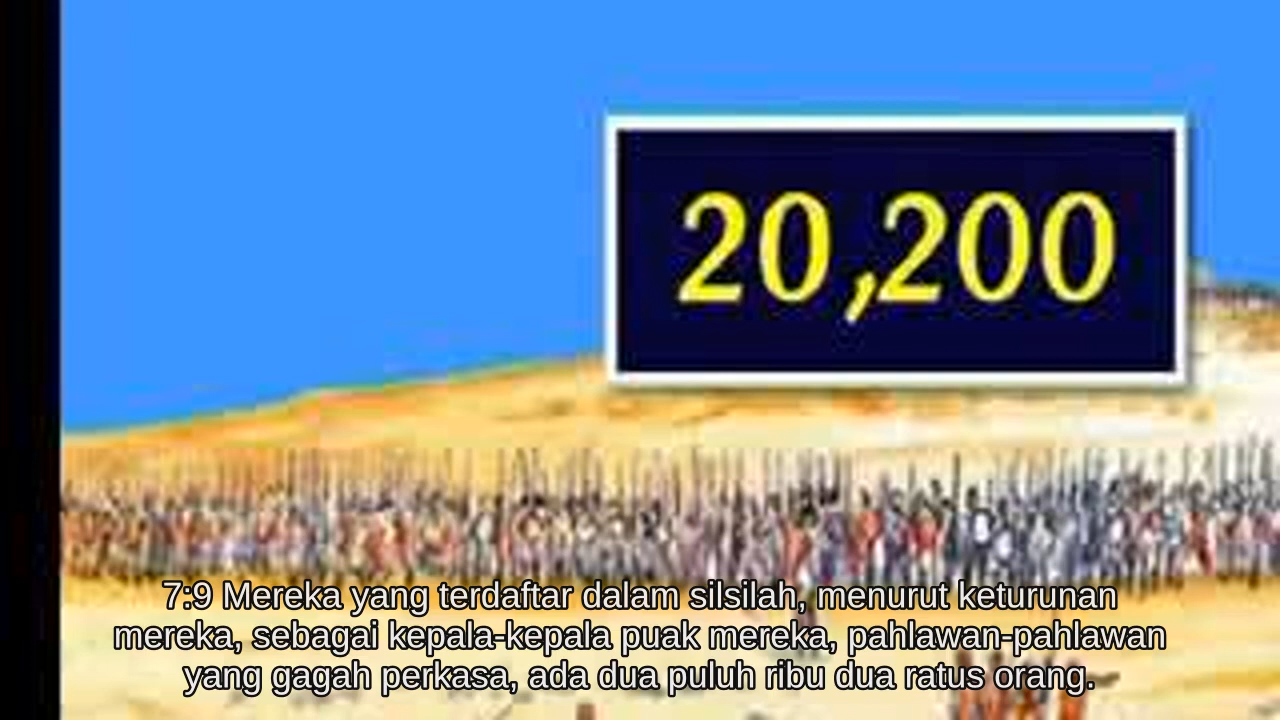 20,200
7:9 Mereka yang terdaftar dalam silsilah, menurut keturunan
mereka, sebagai kepala-kepala puak mereka, pahlawan-pahlawan
yang gagah perkasa, ada dua puluh ribu dua ratus orang.